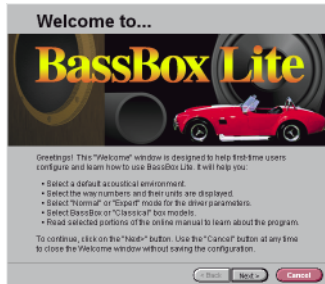 Welcome to...
BassBox Lite
Greetings! This "Welcome" window is designed to help first-time users
configure and learn how to use BassBox Lite. It will help you:
• Select a default acoustical environment.
• Select the way numbers and their units are displayed.
• Select "Normal" or "Expert" mode for the driver parameters.
• Select BassBox or "Classical" box models.
• Read selected portions of the online manual to learn about the program.
To continue, click on the "Next>" button. Use the "Cancel" button at any time
to close the Welcome window without saving the configuration.
< Back Next > Cancel